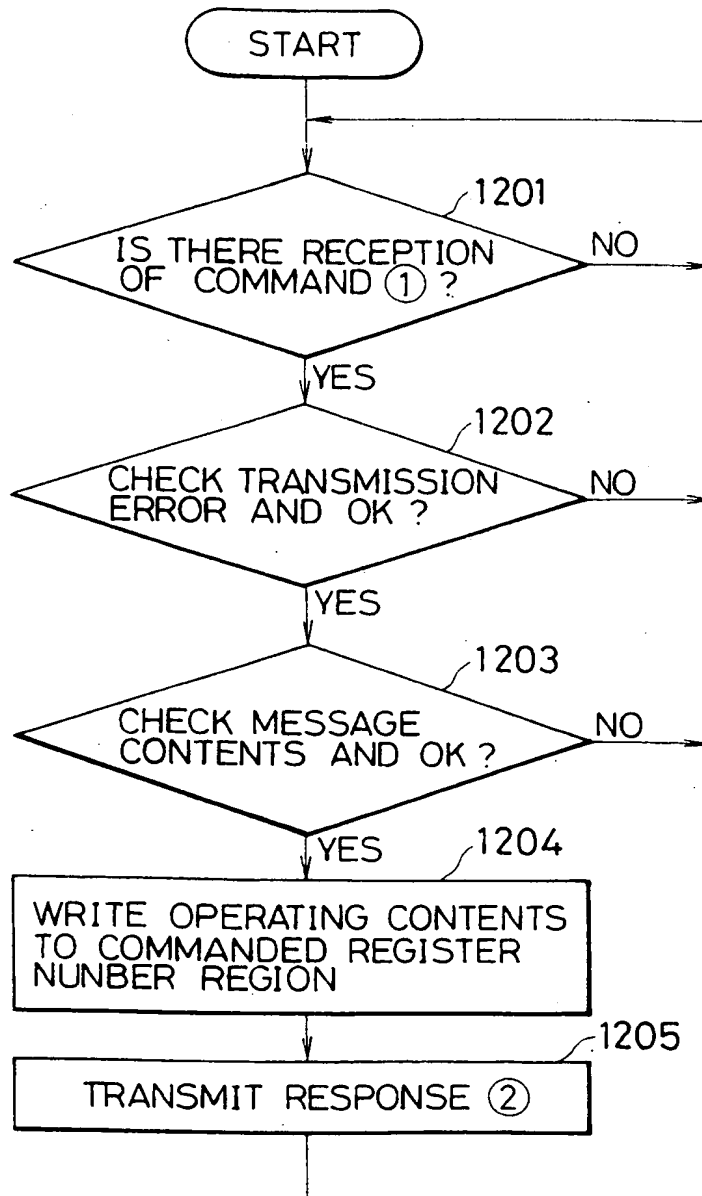 START
1201
IS THERE RECEPTION
OF COMMAND ① ?
NO
YES
1202
CHECK TRANSMISSION
ERROR AND OK ?
NO
YES
1203
CHECK MESSAGE
CONTENTS AND OK ?
NO
YES
1204
WRITE OPERATING CONTENTS
TO COMMANDED REGISTER
NUNBER REGION
1205
TRANSMIT RESPONSE ②